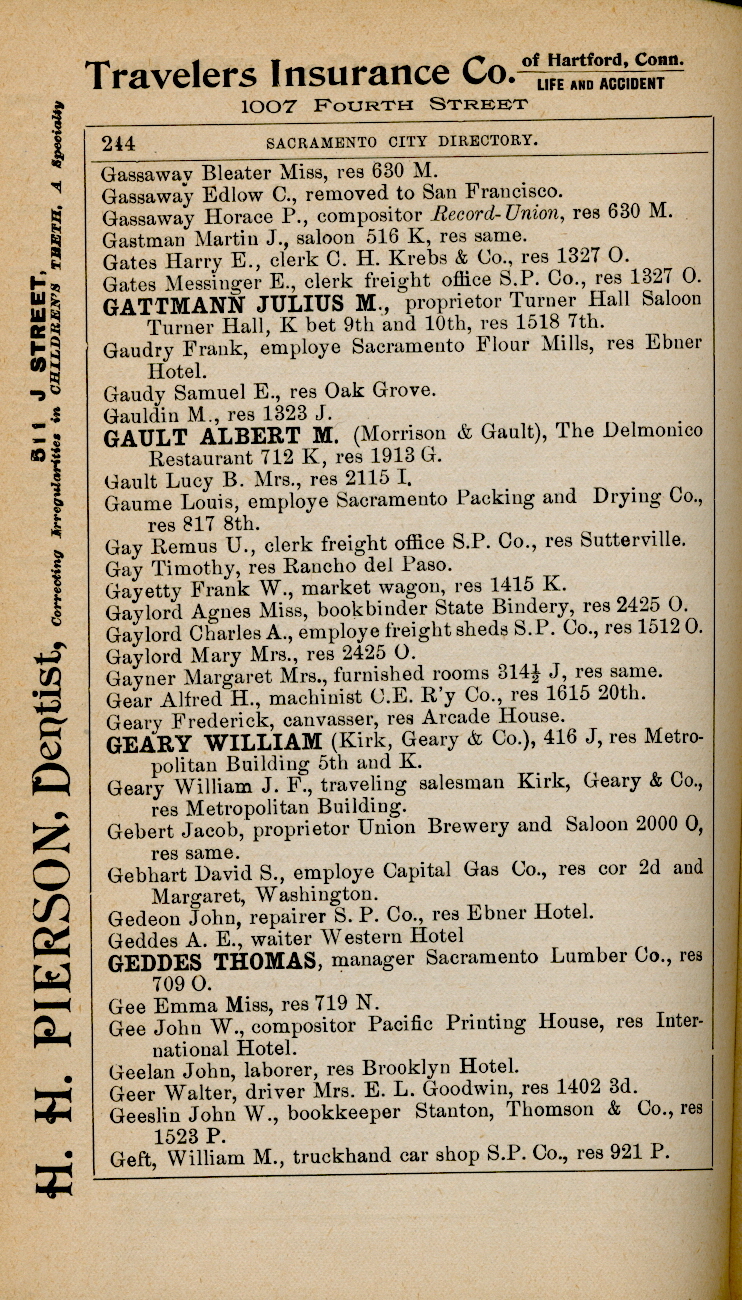 Travelers Insurance Co. of Hartford, Conn.
LIFE AND ACCIDENT
1007 FOURTH STREET
244 SACRAMENTO CITY DIRECTORY.
Gassaway Bleater Miss, res 630 M.
Gassaway Edlow C., removed to San Francisco.
Gassaway Horace P., compositor Record-Union, res 630 M.
Gastman Martin J., saloon 516 K, res same.
Gates Harry E., clerk C. H. Krebs & Co., res 1327 O.
Gates Messinger E., clerk freight office S.P. Co., res 1327 O.
GATTMANN JULIUS M., proprietor Turner Hall Saloon
Turner Hall, K bet 9th and 10th, res 1518 7th.
Gaudry Frank, employe Sacramento Flour Mills, res Ebner
Hotel.
Gaudy Samuel E., res Oak Grove.
Gauldin M., res 1323 J.
GAULT ALBERT M. (Morrison & Gault), The Delmonico
Restaurant 712 K, res 1913 G.
Gault Lucy B. Mrs., res 2115 I.
Gaume Louis, employe Sacramento Packing and Drying Co.,
res 817 8th.
Gay Remus U., clerk freight office S.P. Co., res Sutterville.
Gay Timothy, res Rancho del Paso.
Gayetty Frank W., market wagon, res 1415 K.
Gaylord Agnes Miss, bookbinder State Bindery, res 2425 O.
Gaylord Charles A., employe freight sheds S.P. Co., res 1512 O.
Gaylord Mary Mrs., res 2425 O.
Gayner Margaret Mrs., furnished rooms 314½ J, res same.
Gear Alfred H., machinist C.E. R'y Co., res 1615 20th.
Geary Frederick, canvasser, res Arcade House.
GEARY WILLIAM (Kirk, Geary & Co.), 416 J, res Metro-
politan Building 5th and K.
Geary William J. F., traveling salesman Kirk, Geary & Co.,
res Metropolitan Building.
Gebert Jacob, proprietor Union Brewery and Saloon 2000 O,
res same.
Gebhart David S., employe Capital Gas Co., res cor 2d and
Margaret, Washington.
Gedeon John, repairer S. P. Co., res Ebner Hotel.
Geddes A. E., waiter Western Hotel
GEDDES THOMAS, manager Sacramento Lumber Co., res
709 O.
Gee Emma Miss, res 719 N.
Gee John W., compositor Pacific Printing House, res Inter-
national Hotel.
Geelan John, laborer, res Brooklyn Hotel.
Geer Walter, driver Mrs. E. L. Goodwin, res 1402 3d.
Geeslin John W., bookkeeper Stanton, Thomson & Co., res
1523 P.
Geft, William M., truckhand car shop S.P. Co., res 921 P.
H. H. PIERSON, Dentist, 511 J STREET,
Correcting Irregularities in CHILDREN'S TEETH, A Specialty